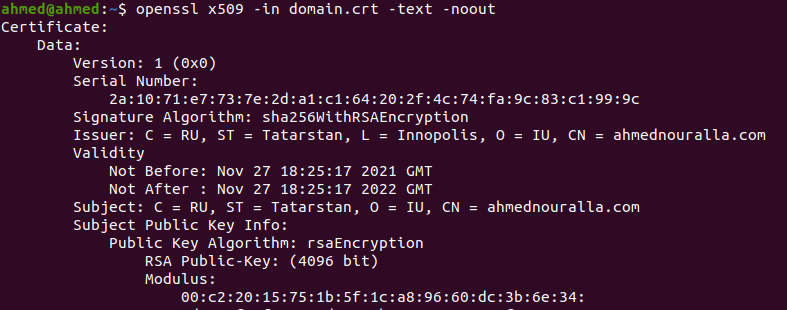 ahmed@ahmed:~$ openssl x509 -in domain.crt -text -noout
Certificate:
    Data:
        Version: 1 (0x0)
        Serial Number:
            2a:10:71:e7:73:7e:2d:a1:c1:64:20:2f:4c:74:fa:9c:83:c1:99:9c
        Signature Algorithm: sha256WithRSAEncryption
        Issuer: C = RU, ST = Tatarstan, L = Innopolis, O = IU, CN = ahmednouralla.com
        Validity
            Not Before: Nov 27 18:25:17 2021 GMT
            Not After : Nov 27 18:25:17 2022 GMT
        Subject: C = RU, ST = Tatarstan, O = IU, CN = ahmednouralla.com
        Subject Public Key Info:
            Public Key Algorithm: rsaEncryption
                RSA Public-Key: (4096 bit)
                Modulus:
                    00:c2:20:15:75:1b:5f:1c:a8:96:60:dc:3b:6e:34: